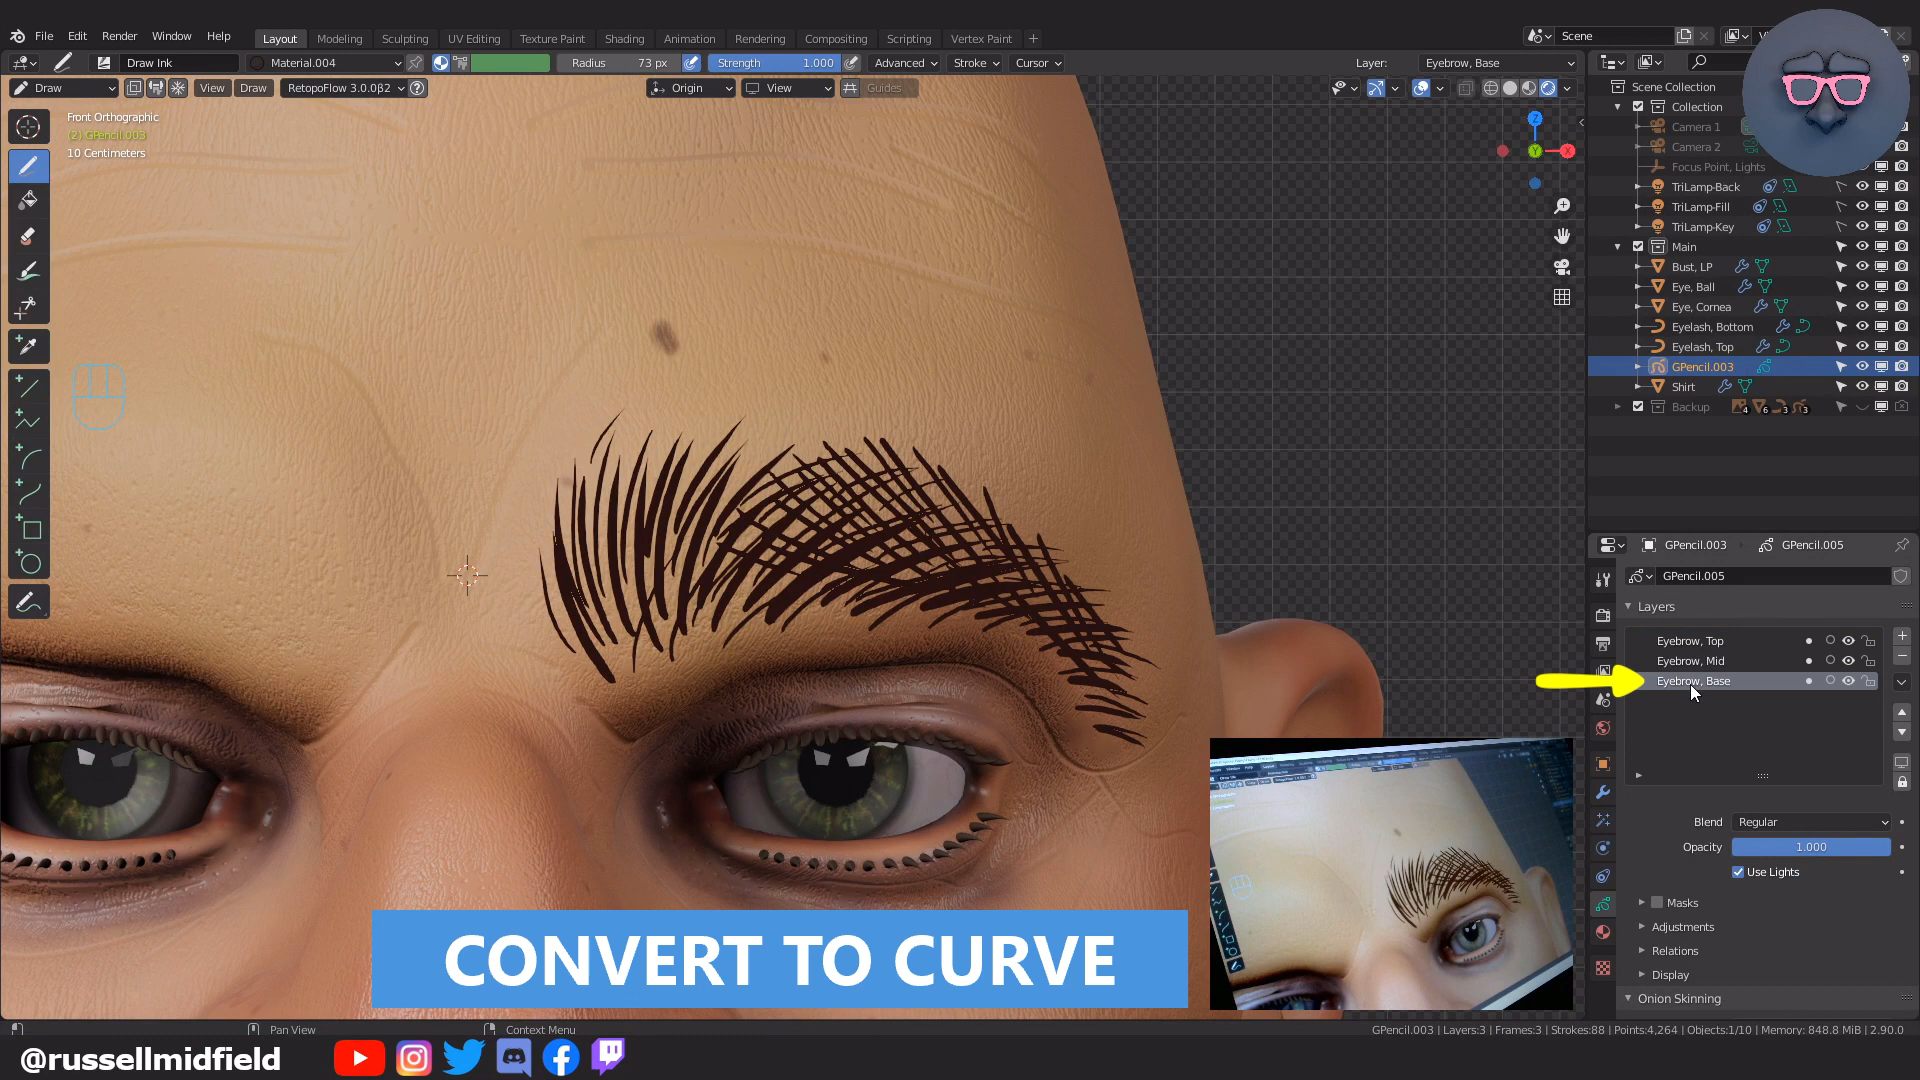 File Edit Render Window Help Layout Modeling Sculpting UV Editing Texture Paint Shading Animation Rendering Compositing Scripting Vertex Paint + Scene
Draw Ink Material.004 Radius 73 px Strength 1.000 Advanced Stroke Cursor Layer: Eyebrow, Base
Draw View Draw RetopoFlow 3.0.0β2 Origin View Guides
Front Orthographic
(2) GPencil.003
10 Centimeters
Z
Y
X
Scene Collection
Collection
Camera 1
Camera 2
Focus Point, Lights
TriLamp-Back
TriLamp-Fill
TriLamp-Key
Main
Bust, LP
Eye, Ball
Eye, Cornea
Eyelash, Bottom
Eyelash, Top
GPencil.003
Shirt
Backup 4 6 3 3
GPencil.003 GPencil.005
GPencil.005
Layers
Eyebrow, Top
Eyebrow, Mid
Eyebrow, Base
Blend Regular
Opacity 1.000
Use Lights
Masks
Adjustments
Relations
Display
Onion Skinning
CONVERT TO CURVE
Pan View Context Menu GPencil.003 | Layers:3 | Frames:3 | Strokes:88 | Points:4,264 | Objects:1/10 | Memory: 848.8 MiB | 2.90.0
@russellmidfield